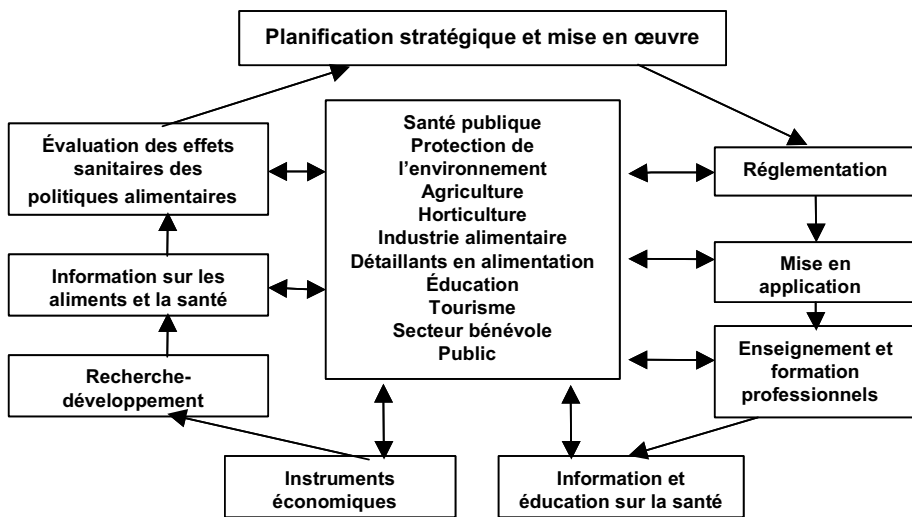 Planification stratégique et mise en œuvre
Évaluation des effets
sanitaires des
politiques alimentaires
Santé publique
Protection de
l'environnement
Agriculture
Horticulture
Industrie alimentaire
Détaillants en alimentation
Éducation
Tourisme
Secteur bénévole
Public
Réglementation
Information sur les
aliments et la santé
Mise en
application
Recherche-
développement
Enseignement et
formation
professionnels
Instruments
économiques
Information et
éducation sur la santé